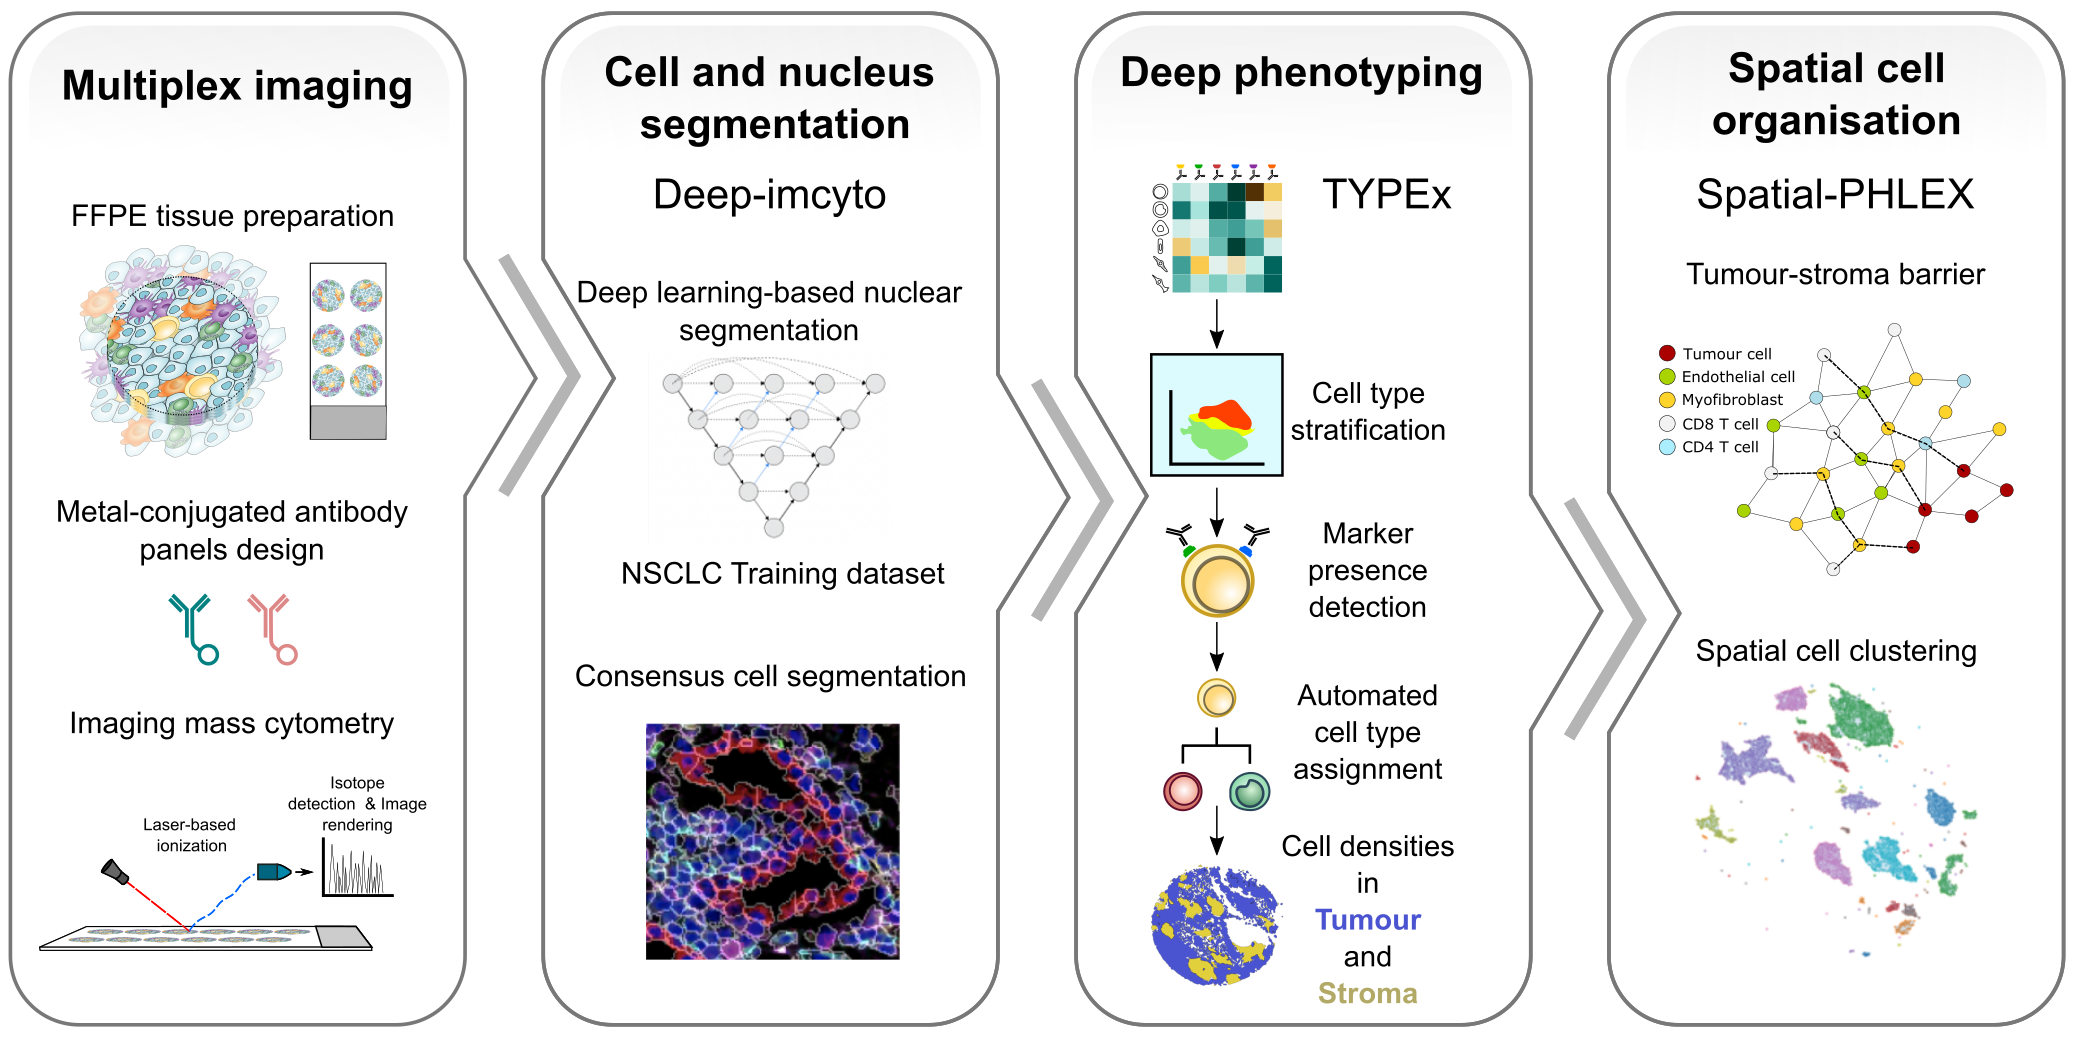 Multiplex imaging
FFPE tissue preparation
Metal-conjugated antibody
panels design
Imaging mass cytometry
Isotope
detection & Image
rendering
Laser-based
ionization
Cell and nucleus
segmentation
Deep-imcyto
Deep learning-based nuclear
segmentation
NSCLC Training dataset
Consensus cell segmentation
Deep phenotyping
TYPEx
Cell type
stratification
Marker
presence
detection
Automated
cell type
assignment
Cell densities
in
Tumour
and
Stroma
Spatial cell
organisation
Spatial-PHLEX
Tumour-stroma barrier
Tumour cell
Endothelial cell
Myofibroblast
CD8 T cell
CD4 T cell
Spatial cell clustering